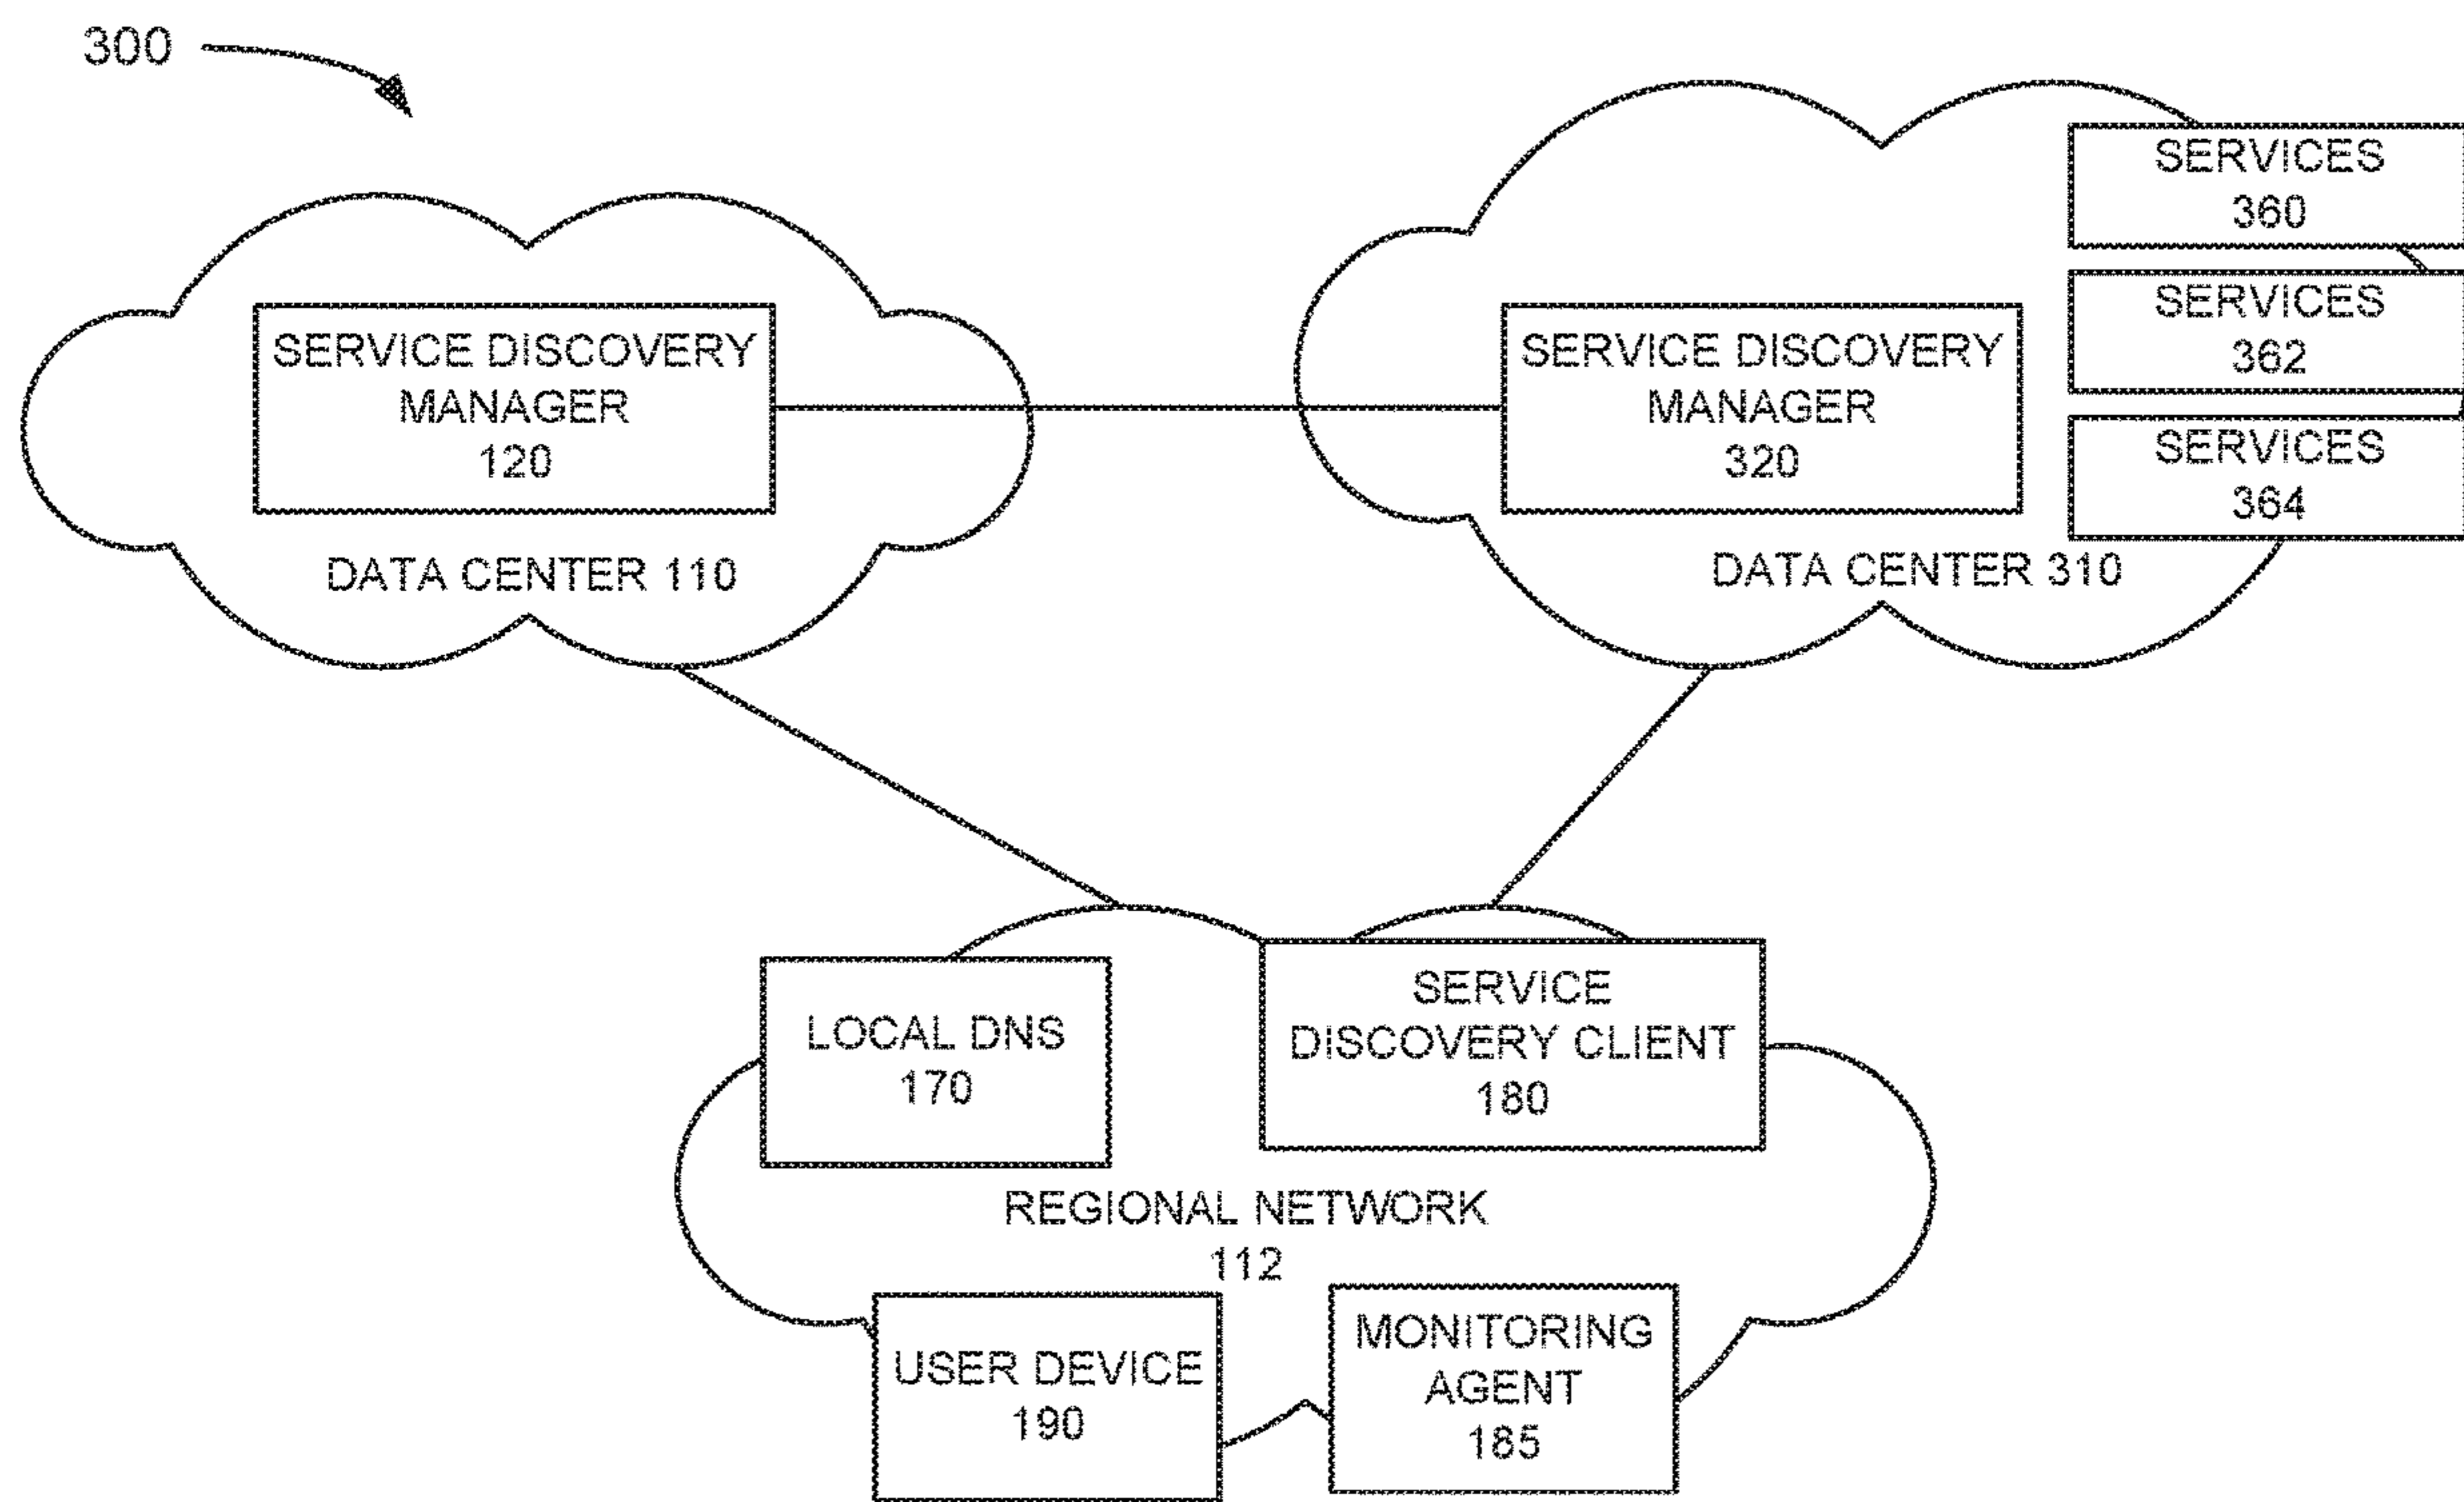 300
SERVICES
360
SERVICES
362
SERVICES
364
SERVICE DISCOVERY
MANAGER
120
DATA CENTER 110
SERVICE DISCOVERY
MANAGER
320
DATA CENTER 310
LOCAL DNS
170
SERVICE
DISCOVERY CLIENT
180
REGIONAL NETWORK
112
USER DEVICE
190
MONITORING
AGENT
185